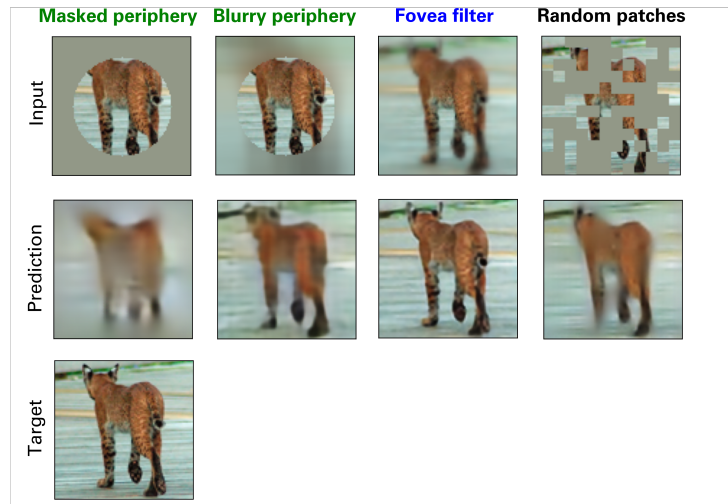 Masked periphery Blurry periphery Fovea filter Random patches
Input
Prediction
Target